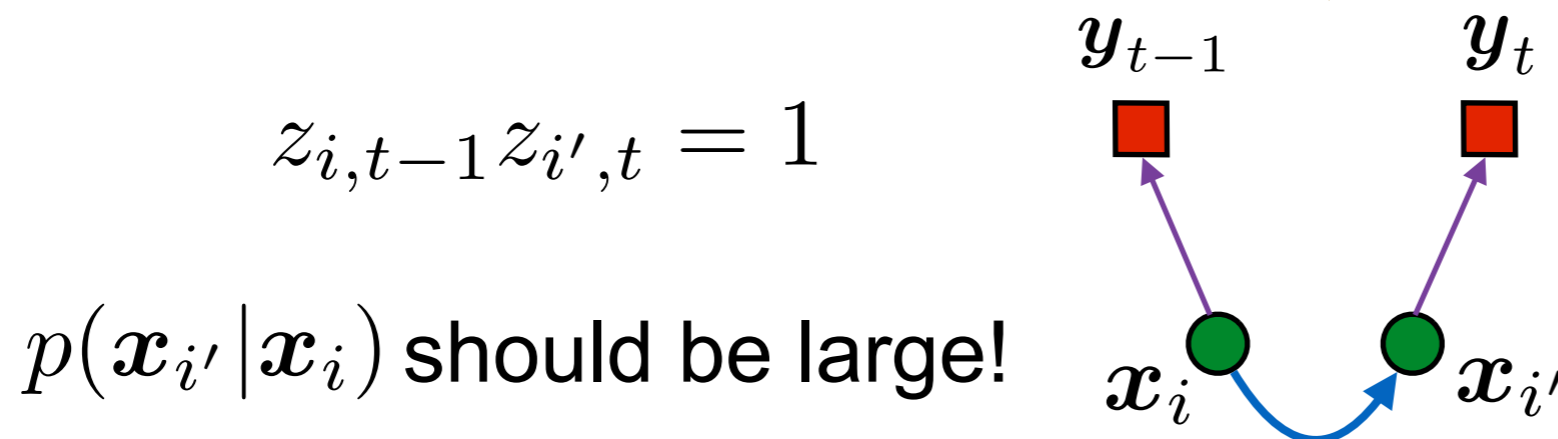 y_{t−1} y_t
z_{i,t−1} z_{i′,t} = 1
p(x_{i′}|x_i) should be large!
x_i x_{i′}